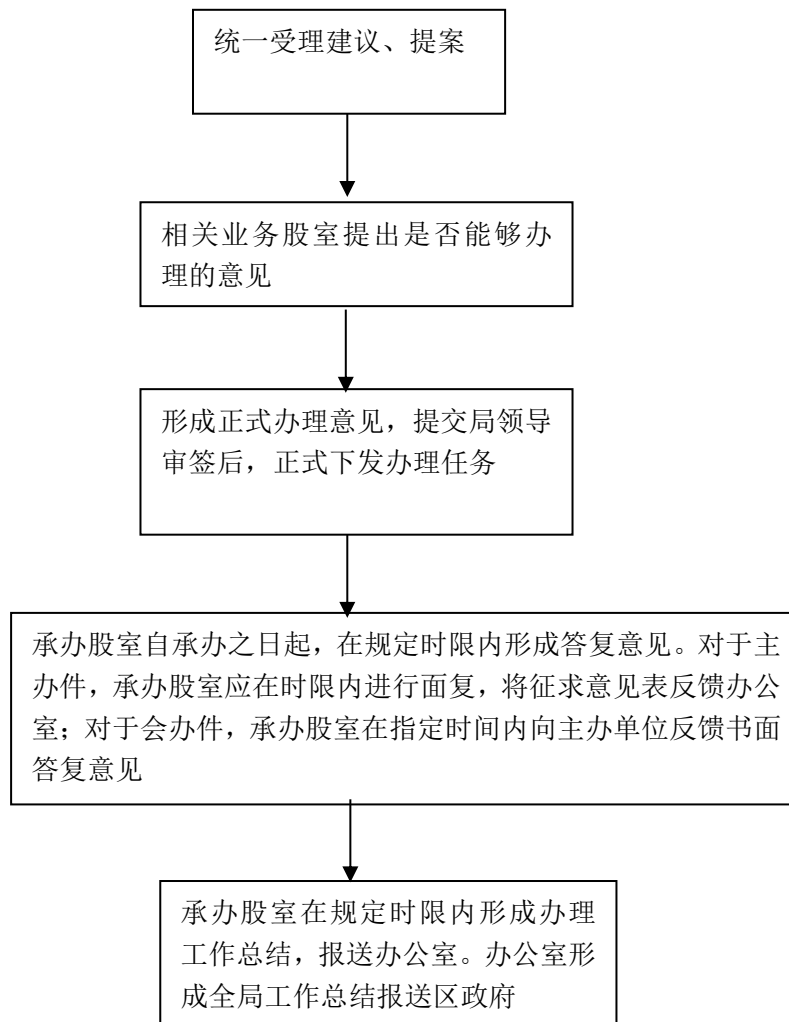 统一受理建议、提案
相关业务股室提出是否能够办
理的意见
形成正式办理意见，提交局领导
审签后，正式下发办理任务
承办股室自承办之日起，在规定时限内形成答复意见。对于主
办件，承办股室应在时限内进行面复，将征求意见表反馈办公
室；对于会办件，承办股室在指定时间内向主办单位反馈书面
答复意见
承办股室在规定时限内形成办理
工作总结，报送办公室。办公室形
成全局工作总结报送区政府